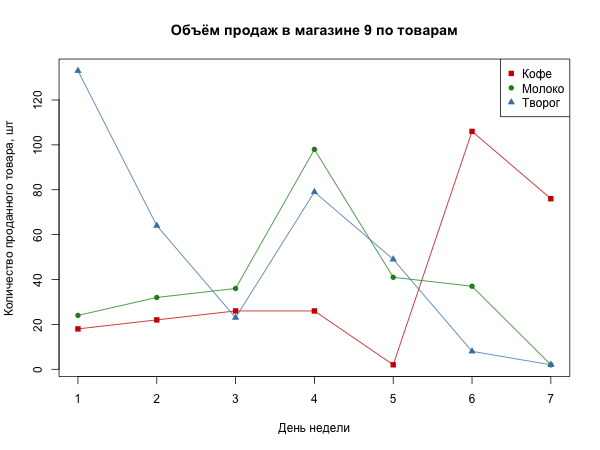 Объём продаж в магазине 9 по товарам
Кофе
Молоко
Творог
Количество проданного товара, шт
0 20 40 60 80 100 120
1 2 3 4 5 6 7
День недели